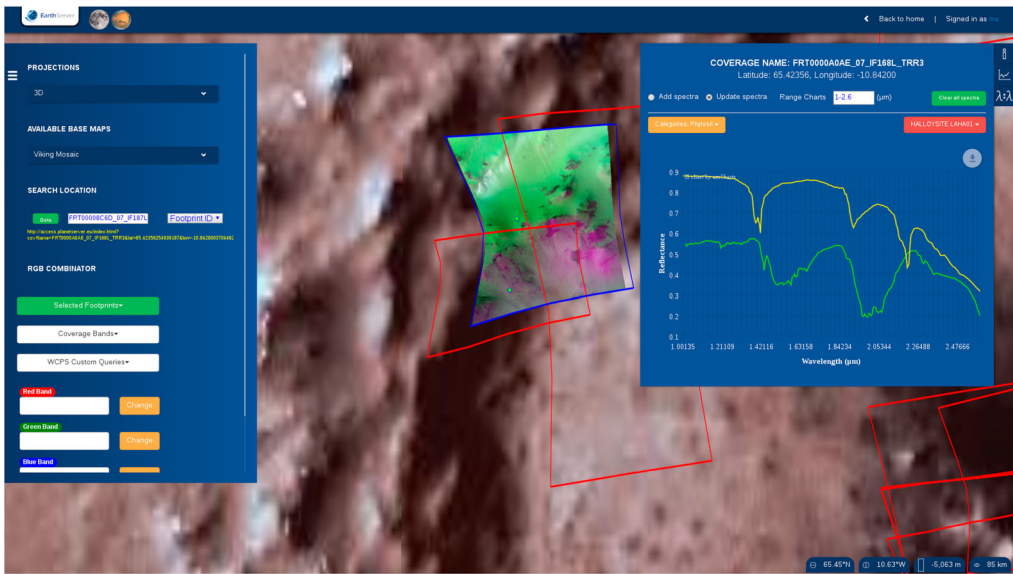 EarthServer
Back to home | Signed in as
PROJECTIONS
3D
AVAILABLE BASE MAPS
Viking Mosaic
SEARCH LOCATION
Goto FRT00008C6D_07_IF187L Footprint ID
RGB COMBINATOR
Selected Footprints
Coverage Bands
WCPS Custom Queries
Red Band
Change
Green Band
Change
Blue Band
COVERAGE NAME: FRT0000A0AE_07_IF168L_TRR3
Latitude: 65.42356, Longitude: -10.84200
Add spectra Update spectra Range Charts 1-2.6 (μm) Clear all spectra
Categories: Phylosil HALLOYSITE LAHA01
0.9
0.8
0.7
0.6
0.5
0.4
0.3
0.2
0.1
Reflectance
1.00135 1.21109 1.42116 1.63158 1.84234 2.05344 2.26488 2.47666
Wavelength (μm)
λ:λ
65.45°N 10.63°W -5,063 m 85 km